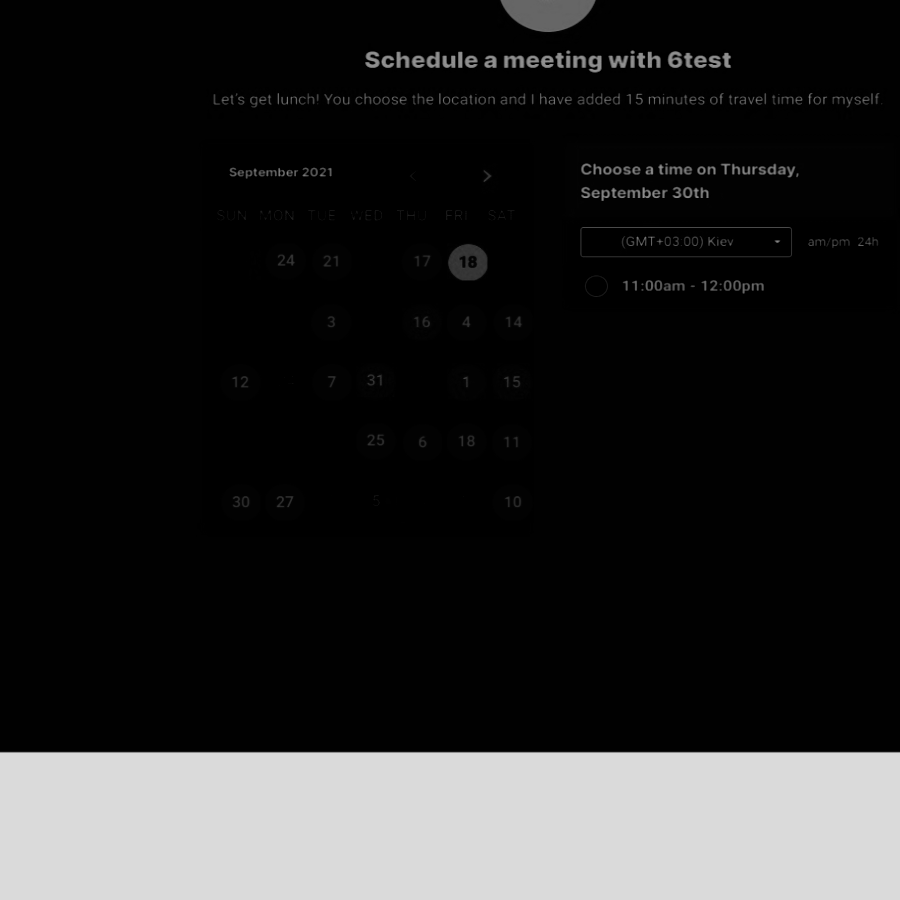 Schedule a meeting with 6test
Let's get lunch! You choose the location and I have added 15 minutes of travel time for myself.
September 2021
SUN MON TUE WED THU FRI SAT
24 21 17 18
3 16 4 14
12 7 31 1 15
25 6 18 11
30 27 5 10
Choose a time on Thursday,
September 30th
(GMT+03:00) Kiev
am/pm 24h
11:00am - 12:00pm